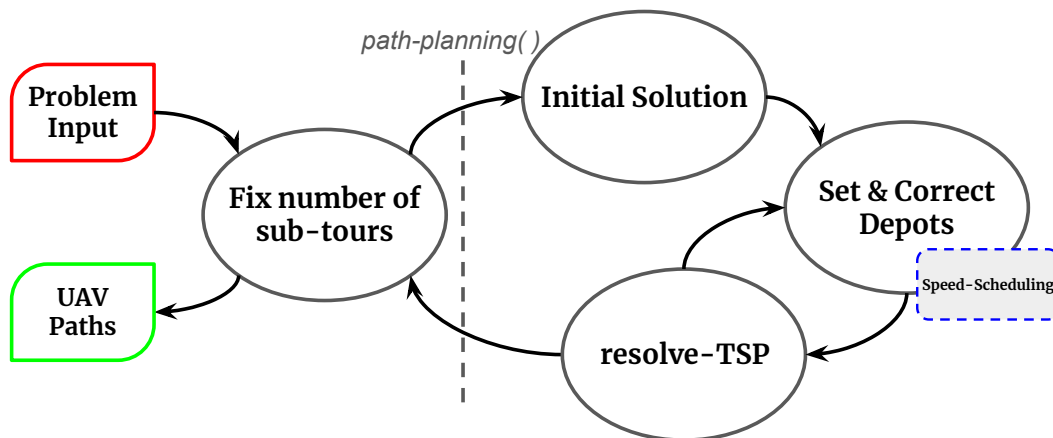 path-planning( )
Problem
Input
Initial Solution
Fix number of
sub-tours
Set & Correct
Depots
Speed-Scheduling
UAV
Paths
resolve-TSP